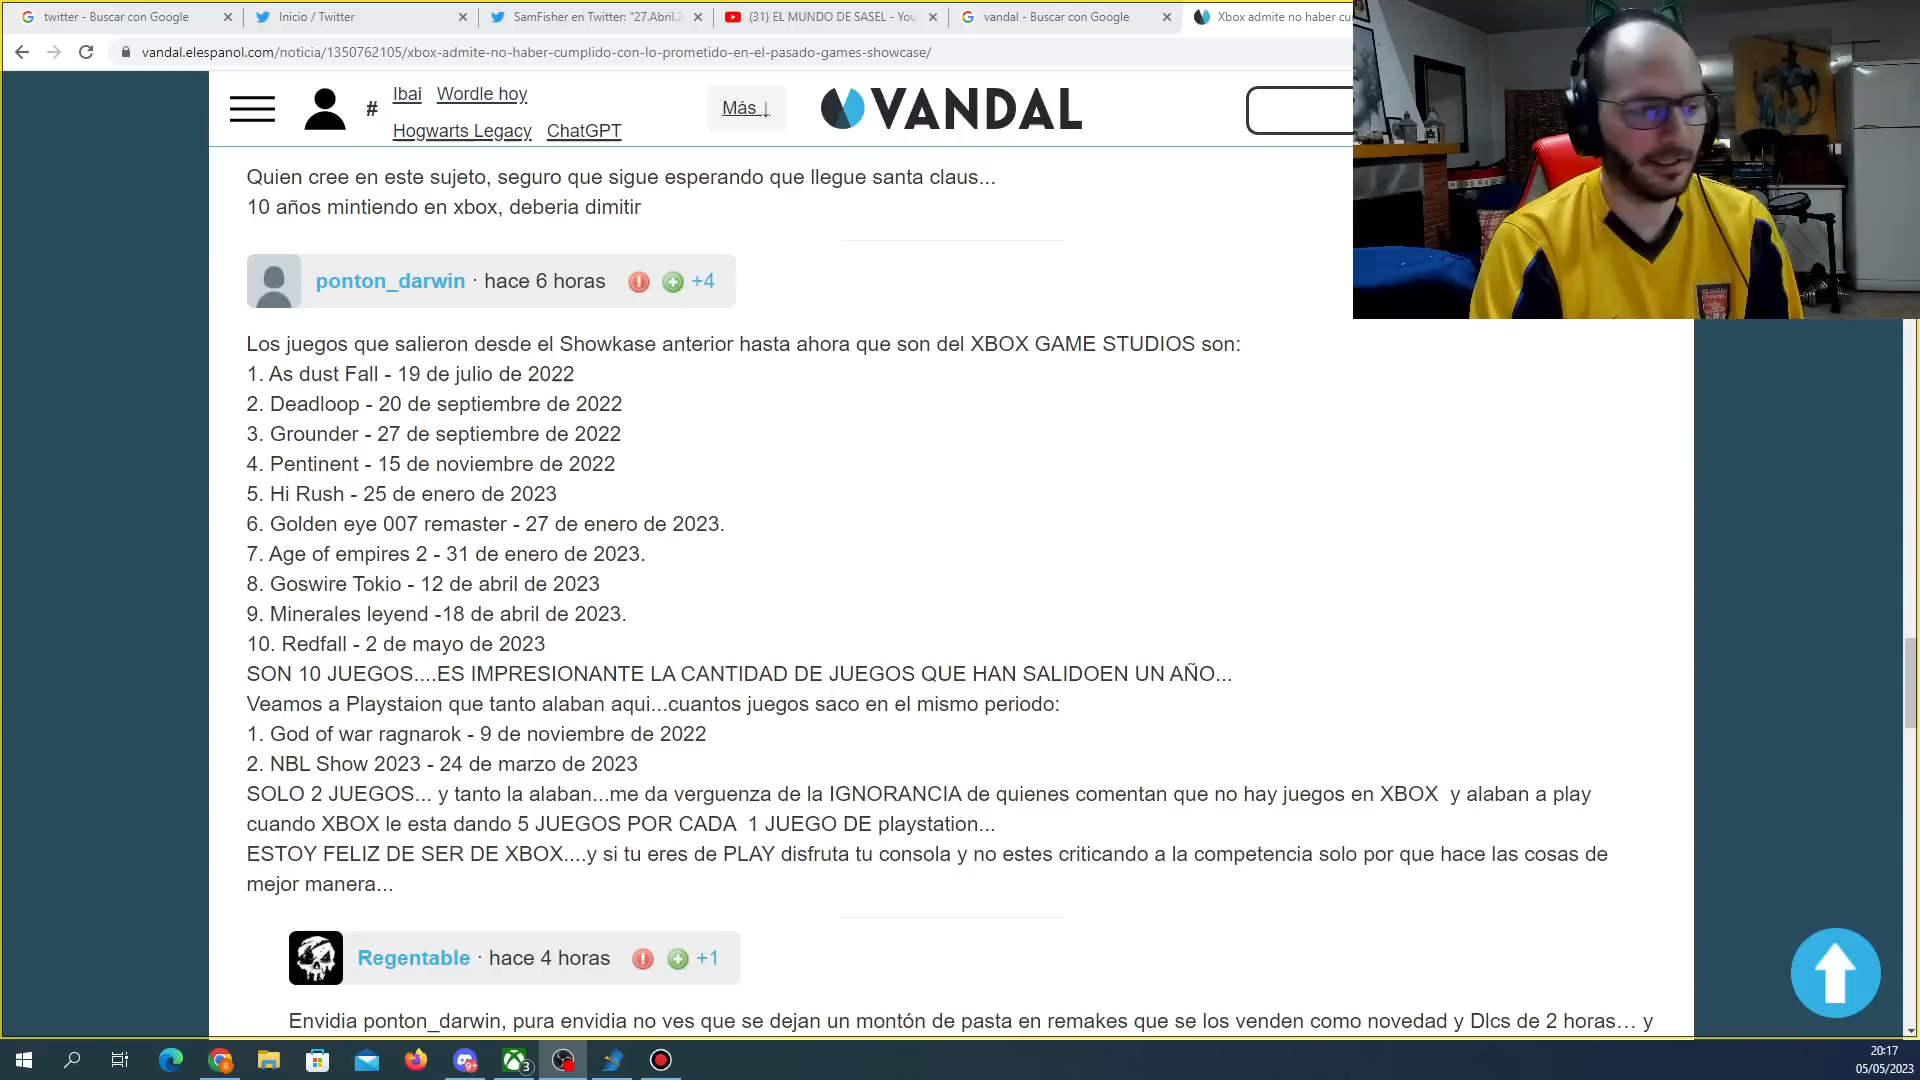 twitter - Buscar con Google
Inicio / Twitter
SamFisher en Twitter: "27.Abril.2
(31) EL MUNDO DE SASEL - You
vandal - Buscar con Google
Xbox admite no haber cu
vandal.elespanol.com/noticia/1350762105/xbox-admite-no-haber-cumplido-con-lo-prometido-en-el-pasado-games-showcase/
# Ibai Wordle hoy
Hogwarts Legacy ChatGPT
Más ↓
VANDAL
Quien cree en este sujeto, seguro que sigue esperando que llegue santa claus...
10 años mintiendo en xbox, deberia dimitir
ponton_darwin · hace 6 horas +4
Los juegos que salieron desde el Showkase anterior hasta ahora que son del XBOX GAME STUDIOS son:
1. As dust Fall - 19 de julio de 2022
2. Deadloop - 20 de septiembre de 2022
3. Grounder - 27 de septiembre de 2022
4. Pentinent - 15 de noviembre de 2022
5. Hi Rush - 25 de enero de 2023
6. Golden eye 007 remaster - 27 de enero de 2023.
7. Age of empires 2 - 31 de enero de 2023.
8. Goswire Tokio - 12 de abril de 2023
9. Minerales leyend -18 de abril de 2023.
10. Redfall - 2 de mayo de 2023
SON 10 JUEGOS....ES IMPRESIONANTE LA CANTIDAD DE JUEGOS QUE HAN SALIDOEN UN AÑO...
Veamos a Playstaion que tanto alaban aqui...cuantos juegos saco en el mismo periodo:
1. God of war ragnarok - 9 de noviembre de 2022
2. NBL Show 2023 - 24 de marzo de 2023
SOLO 2 JUEGOS... y tanto la alaban...me da verguenza de la IGNORANCIA de quienes comentan que no hay juegos en XBOX  y alaban a play
cuando XBOX le esta dando 5 JUEGOS POR CADA  1 JUEGO DE playstation...
ESTOY FELIZ DE SER DE XBOX....y si tu eres de PLAY disfruta tu consola y no estes criticando a la competencia solo por que hace las cosas de
mejor manera...
Regentable · hace 4 horas +1
Envidia ponton_darwin, pura envidia no ves que se dejan un montón de pasta en remakes que se los venden como novedad y Dlcs de 2 horas… y
9+
3
20:17
05/05/2023